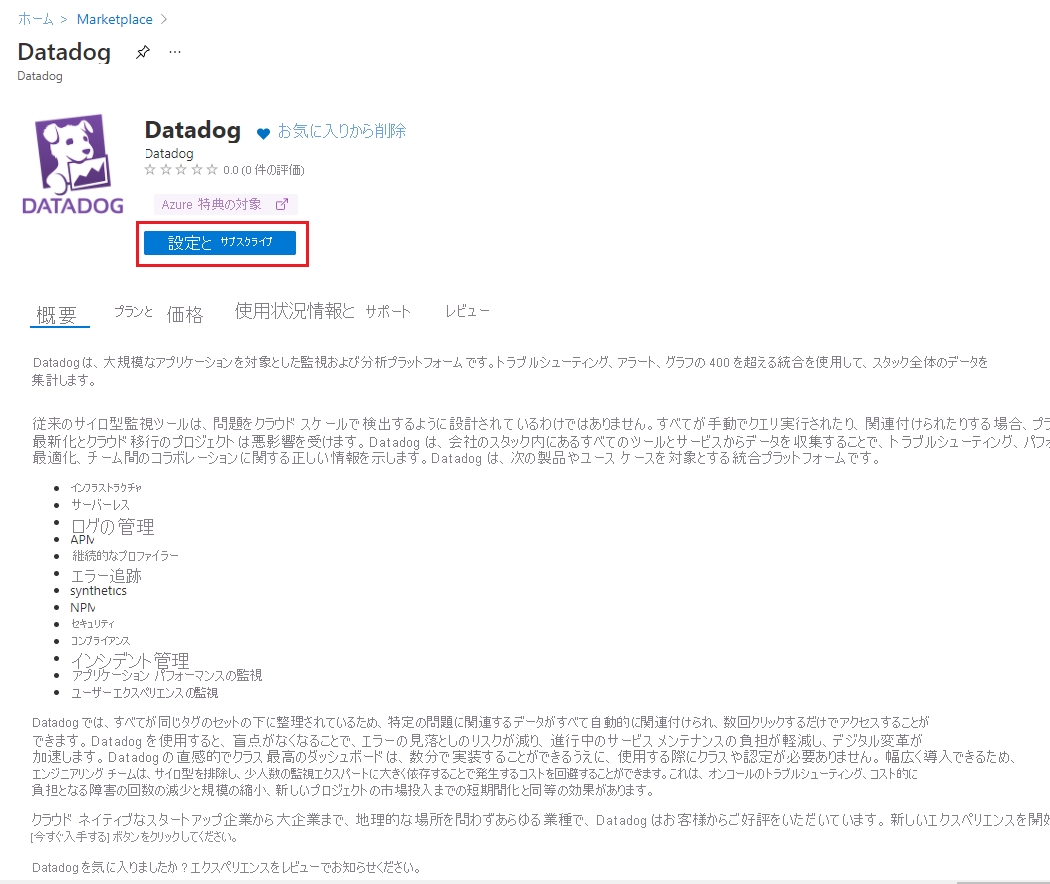 ホーム > Marketplace >
Datadog ...
Datadog
Datadog お気に入りから削除
Datadog
0.0 (0 件の評価)
DATADOG
Azure 特典の対象
設定と サブスクライブ
概要 プランと 価格 使用状況情報と サポート レビュー
Datadog は、大規模なアプリケーションを対象とした監視および分析プラットフォームです。トラブルシューティング、アラート、グラフの 400 を超える統合を使用して、スタック全体のデータを
集計します。
従来のサイロ型監視ツールは、問題をクラウド スケールで検出するように設計されているわけではありません。すべてが手動でクエリ実行されたり、関連付けられたりする場合、プラ
最新化とクラウド移行のプロジェクトは悪影響を受けます。Datadog は、会社のスタック内にあるすべてのツールとサービスからデータを収集することで、トラブルシューティング、パフォ
最適化、チーム間のコラボレーションに関する正しい情報を示します。Datadog は、次の製品やユース ケースを対象とする統合プラットフォームです。
インフラストラクチャ
サーバーレス
ログの管理
APM
継続的なプロファイラー
エラー追跡
synthetics
NPM
セキュリティ
コンプライアンス
インシデント管理
アプリケーション パフォーマンスの監視
ユーザー エクスペリエンスの監視
Datadog では、すべてが同じタグのセットの下に整理されているため、特定の問題に関連するデータがすべて自動的に関連付けられ、数回クリックするだけでアクセスすることが
できます。Datadog を使用すると、盲点がなくなることで、エラーの見落としのリスクが減り、進行中のサービス メンテナンスの負担が軽減し、デジタル変革が
加速します。Datadog の直感的でクラス最高のダッシュボードは、数分で実装することができるうえに、使用する際にクラスや認定が必要ありません。幅広く導入できるため、
エンジニアリング チームは、サイロ型を排除し、少人数の監視エクスパートに大きく依存することで発生するコストを回避することができます。これは、オンコールのトラブルシューティング、コスト的に
負担となる障害の回数の減少と規模の縮小、新しいプロジェクトの市場投入までの短期間化と同等の効果があります。
クラウド ネイティブなスタートアップ企業から大企業まで、地理的な場所を問わずあらゆる業種で、Datadog はお客様からご好評をいただいています。新しいエクスペリエンスを開始
[今すぐ入手する] ボタンをクリックしてください。
Datadog を気に入りましたか？エクスペリエンスをレビューでお知らせください。